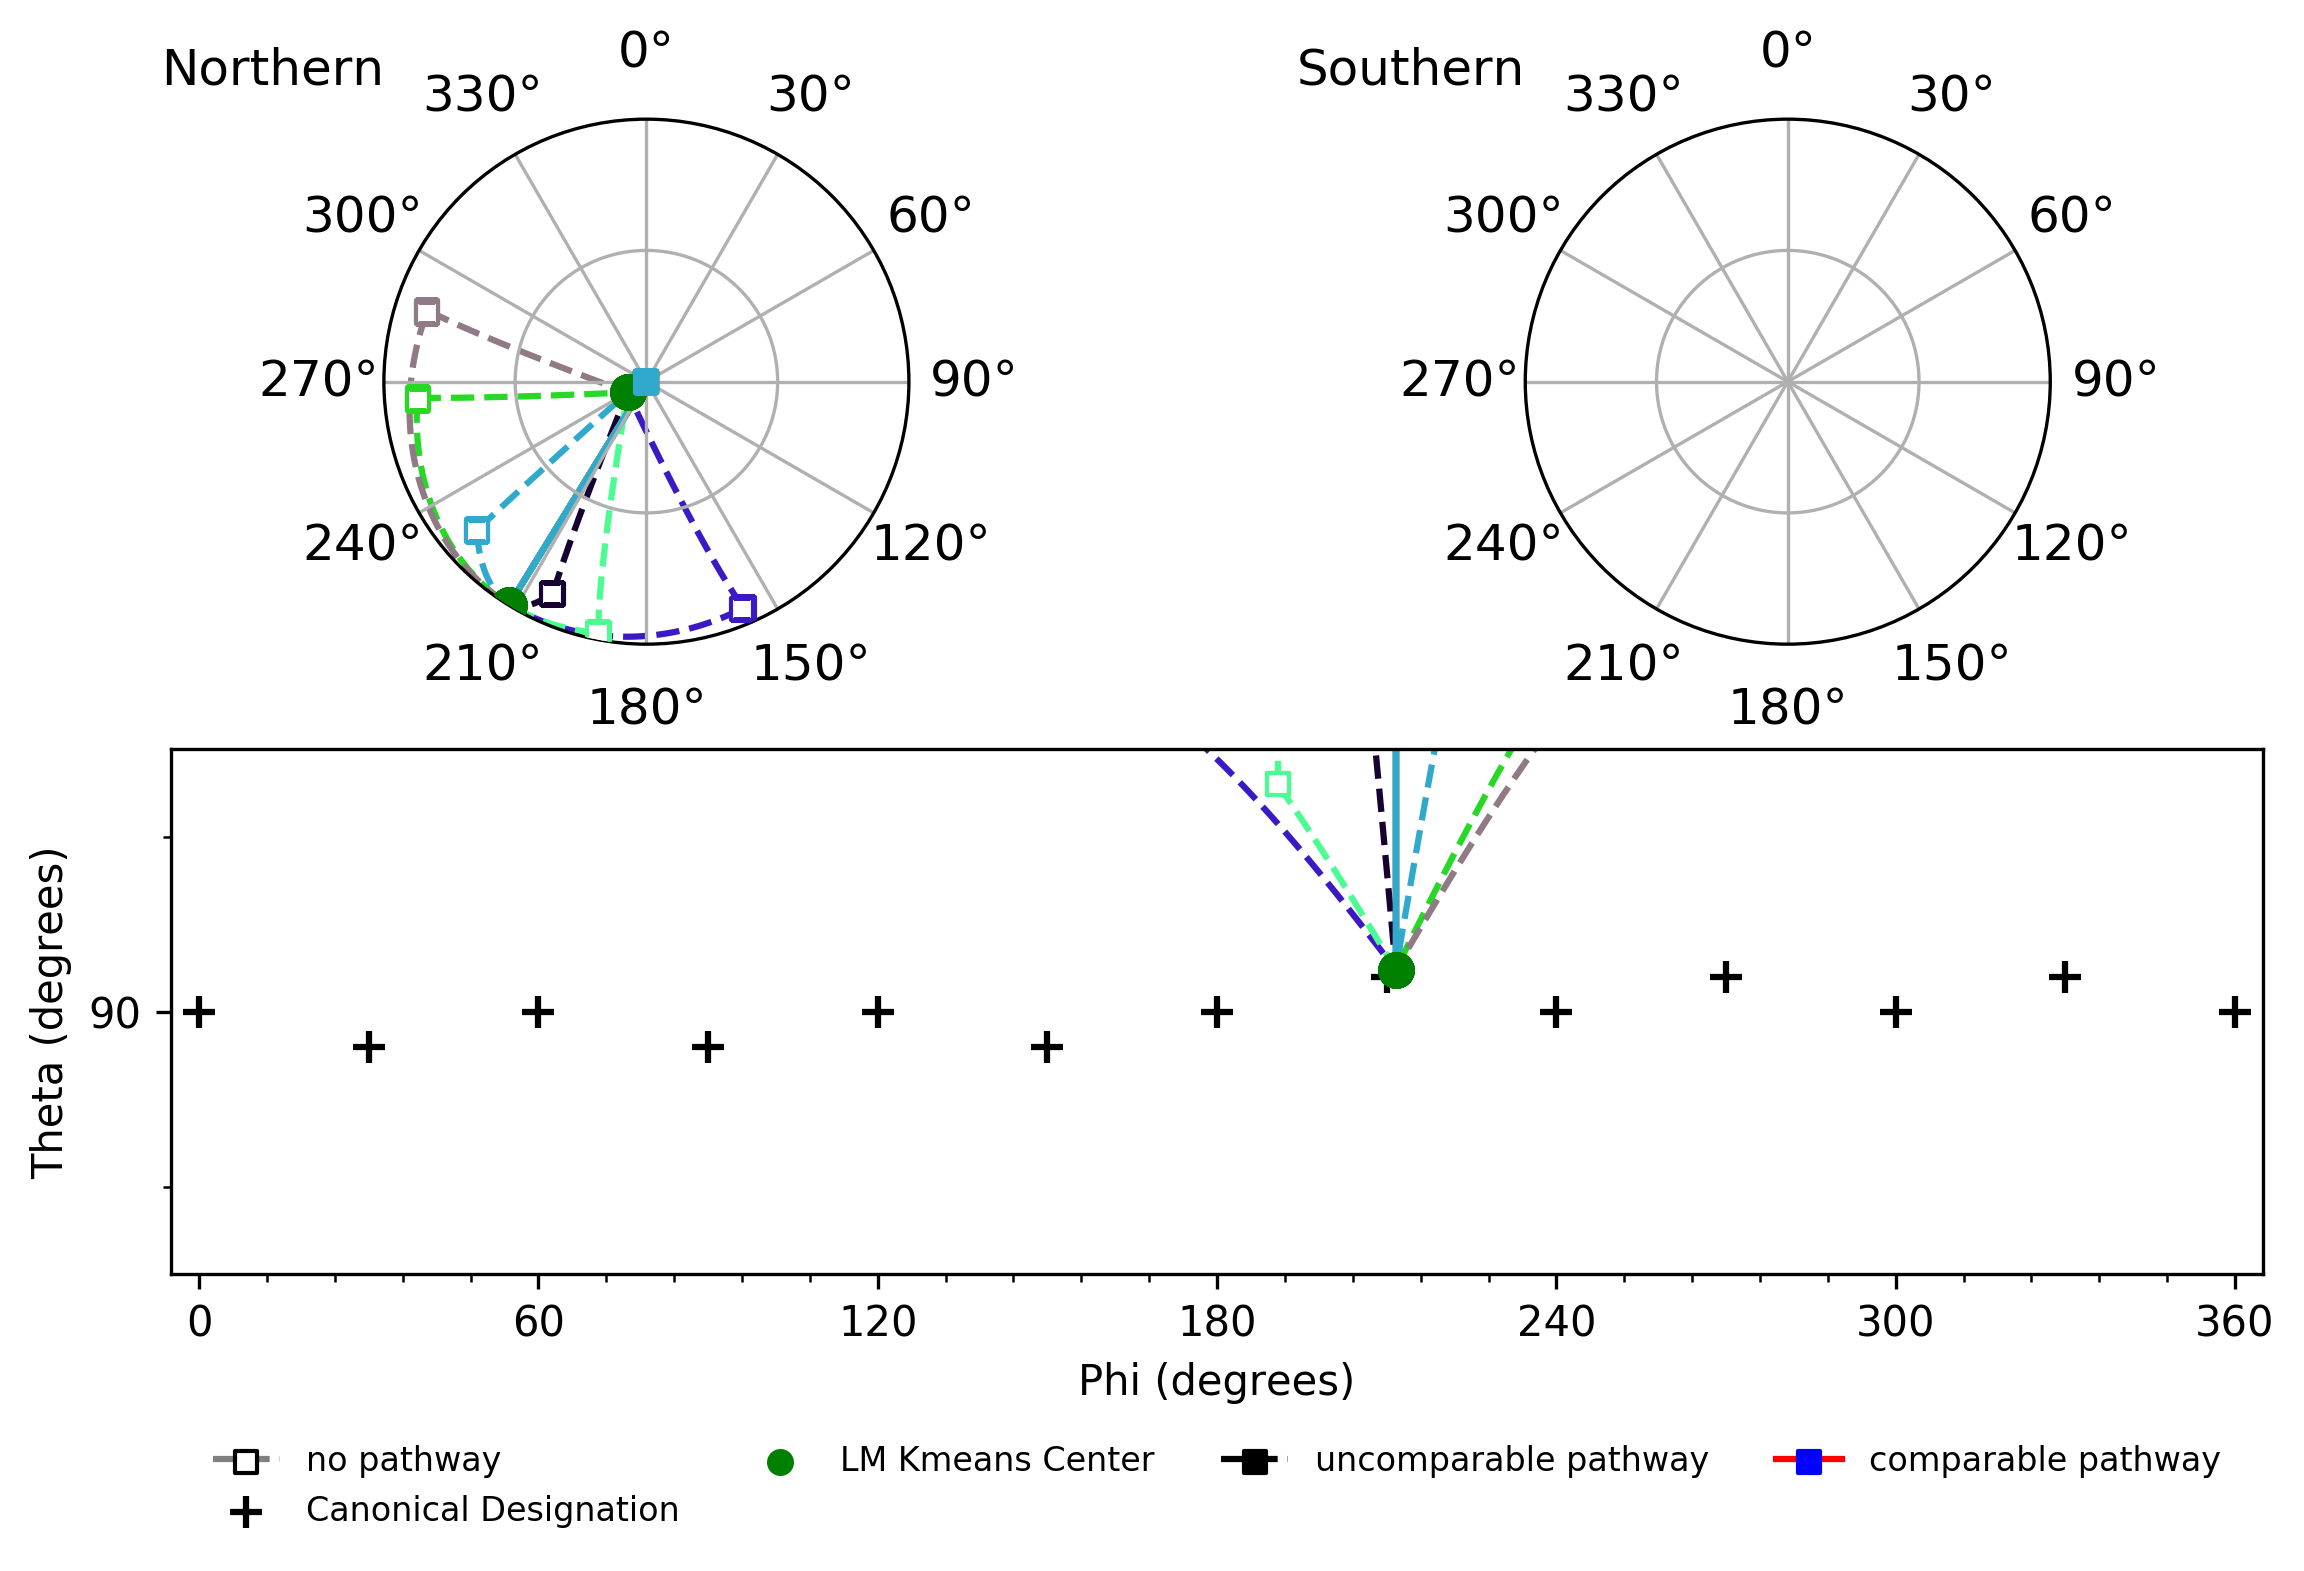 Northern
0°
30°
60°
90°
120°
150°
180°
210°
240°
270°
300°
330°
Southern
0°
30°
60°
90°
120°
150°
180°
210°
240°
270°
300°
330°
Theta (degrees)
90
0 60 120 180 240 300 360
Phi (degrees)
no pathway
Canonical Designation
LM Kmeans Center
uncomparable pathway
comparable pathway